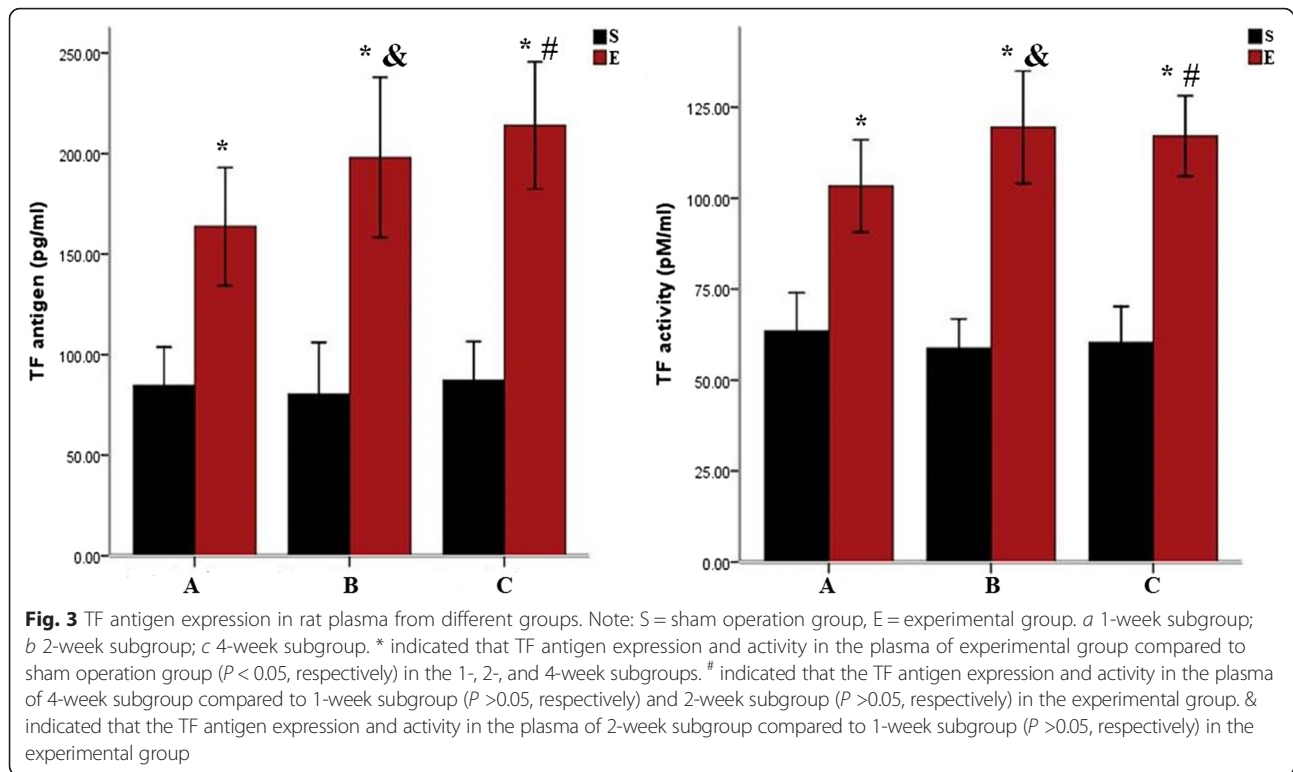 250.00
200.00
150.00
100.00
50.00
0.00
TF antigen (pg/ml)
S
E
*
* &
* #
A
B
C
125.00
100.00
75.00
50.00
25.00
0.00
TF activity (pM/ml)
S
E
*
* &
* #
A
B
C
Fig. 3 TF antigen expression in rat plasma from different groups. Note: S = sham operation group, E = experimental group. a 1-week subgroup;
b 2-week subgroup; c 4-week subgroup. * indicated that TF antigen expression and activity in the plasma of experimental group compared to
sham operation group (P < 0.05, respectively) in the 1-, 2-, and 4-week subgroups. # indicated that the TF antigen expression and activity in the plasma
of 4-week subgroup compared to 1-week subgroup (P >0.05, respectively) and 2-week subgroup (P >0.05, respectively) in the experimental group. &
indicated that the TF antigen expression and activity in the plasma of 2-week subgroup compared to 1-week subgroup (P >0.05, respectively) in the
experimental group